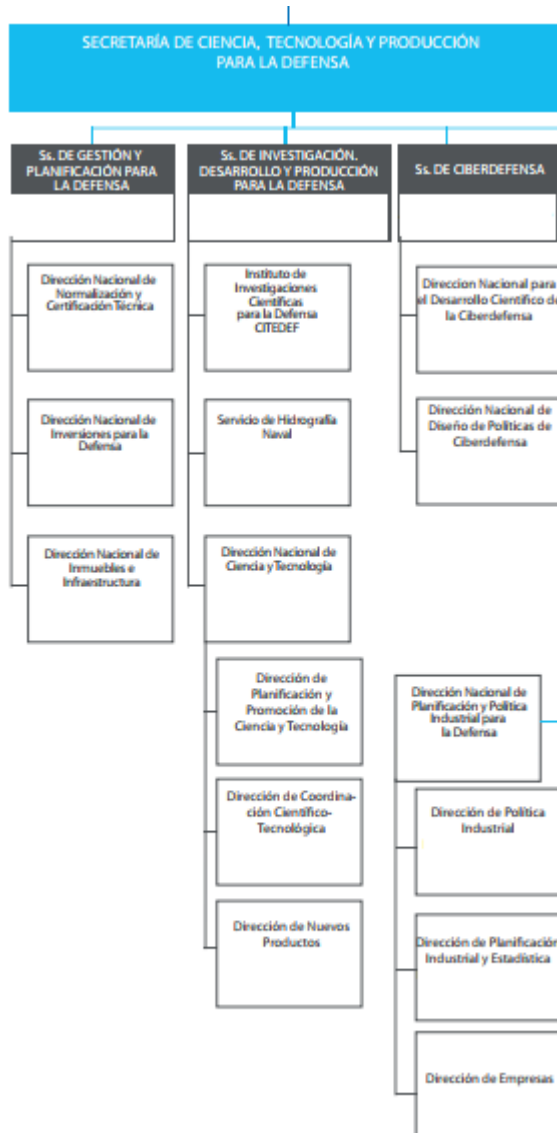 SECRETARÍA DE CIENCIA, TECNOLOGÍA Y PRODUCCIÓN
PARA LA DEFENSA
Ss. DE GESTIÓN Y
PLANIFICACIÓN PARA
LA DEFENSA
Ss. DE INVESTIGACIÓN.
DESARROLLO Y PRODUCCIÓN
PARA LA DEFENSA
Ss. DE CIBERDEFENSA
Dirección Nacional de
Normalización y
Certificación Técnica
Dirección Nacional de
Inversiones para la
Defensa
Dirección Nacional de
Inmuebles e
Infraestructura
Instituto de
Investigaciones
Científicas
para la Defensa
CITEDEF
Servicio de Hidrografía
Naval
Dirección Nacional de
Ciencia y Tecnología
Dirección de
Planificación y
Promoción de la
Ciencia y Tecnología
Dirección de Coordina-
ción Científico-
Tecnológica
Dirección de Nuevos
Productos
Direccion Nacional para
el Desarrollo Científico de
la Ciberdefensa
Dirección Nacional de
Diseño de Políticas de
Ciberdefensa
Dirección Nacional de
Planificación y Política
Industrial para
la Defensa
Dirección de Política
Industrial
Dirección de Planificación
Industrial y Estadística
Dirección de Empresas